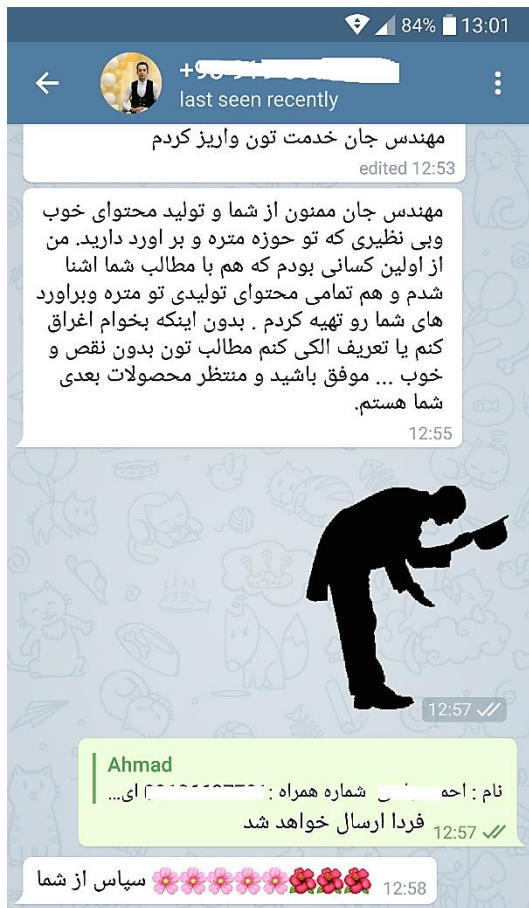 84% 13:01
last seen recently
مهندس جان خدمت تون واریز کردم
edited 12:53
مهندس جان ممنون از شما و تولید محتوای خوب
وبی نظیری که تو حوزه متره و بر اورد دارید. من
از اولین کسانی بودم که هم با مطالب شما اشنا
شدم و هم تمامی محتوای تولیدی تو متره وبراورد
های شما رو تهیه کردم . بدون اینکه بخوام اغراق
کنم یا تعریف الکی کنم مطالب تون بدون نقص و
خوب ... موفق باشید و منتظر محصولات بعدی
شما هستم.
12:55
12:57
Ahmad
نام : احمـ شماره همراه : ای...
فردا ارسال خواهد شد
12:57
سپاس از شما 🌸🌸🌸🌸🌸🌺🌺🌺
12:58